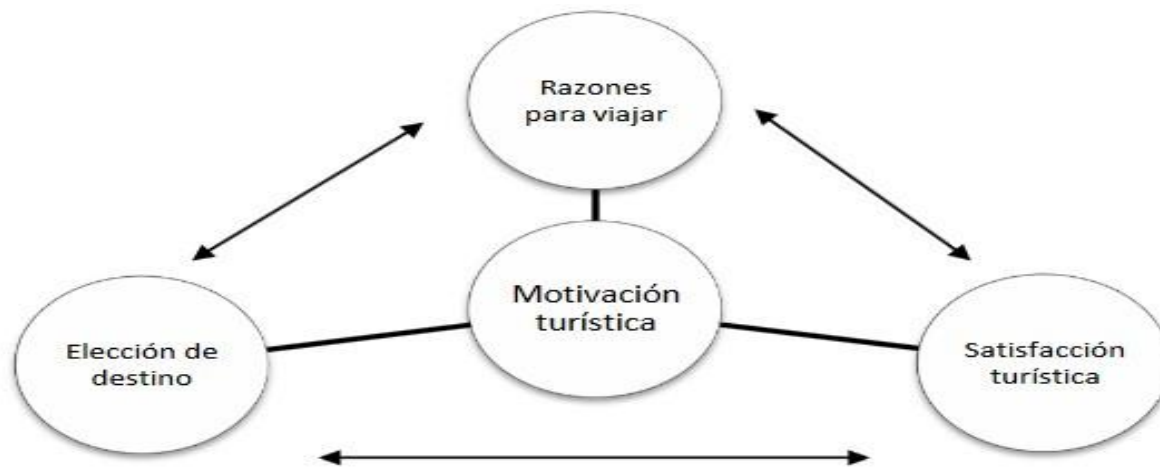 Razones
para viajar
Motivación
turística
Elección de
destino
Satisfacción
turística